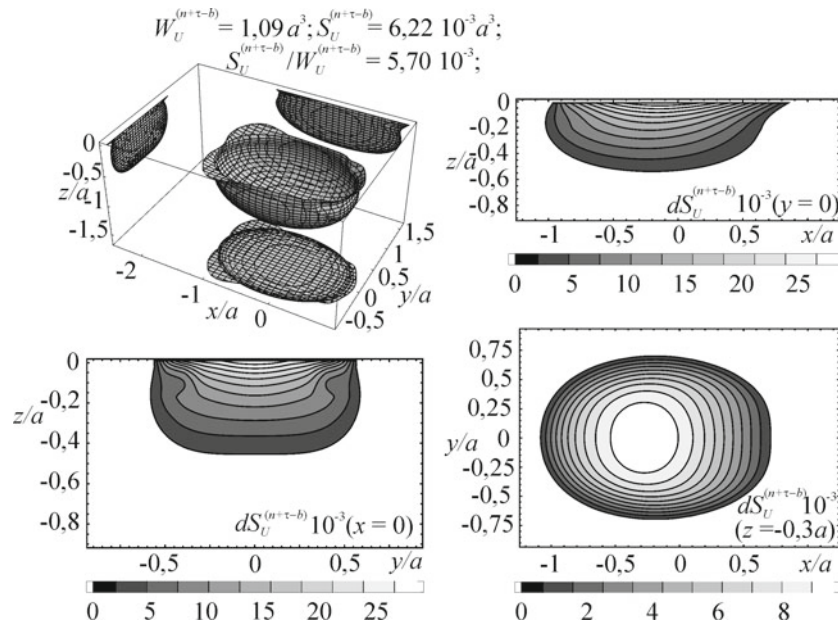 W_U^(n+τ−b) = 1,09 a³; S_U^(n+τ−b) = 6,22 10⁻³a³;
S_U^(n+τ−b)/W_U^(n+τ−b) = 5,70 10⁻³;
0
-0,5
z/a
-1
-1,5
-2
-1
x/a
0
1,5
1
0,5
y/a
0
-0,5
0
-0,2
z/a
-0,4
-0,6
-0,8
dS_U^(n+τ−b) 10⁻³(y = 0)
-1 -0,5 0 0,5 x/a
0 5 10 15 20 25
0
-0,2
z/a
-0,4
-0,6
-0,8
dS_U^(n+τ−b) 10⁻³(x = 0)
-0,5 0 0,5 y/a
0 5 10 15 20 25
0,75
0,5
0,25
y/a 0
-0,25
-0,5
-0,75
dS_U^(n+τ−b) 10⁻³
(z =-0,3a)
-1 -0,5 0 0,5 x/a
0 2 4 6 8